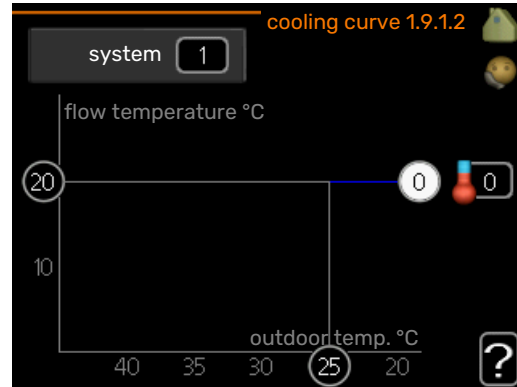 cooling curve 1.9.1.2
system 1
flow temperature °C
20 0 0
10
outdoor temp. °C
40 35 30 25 20
?